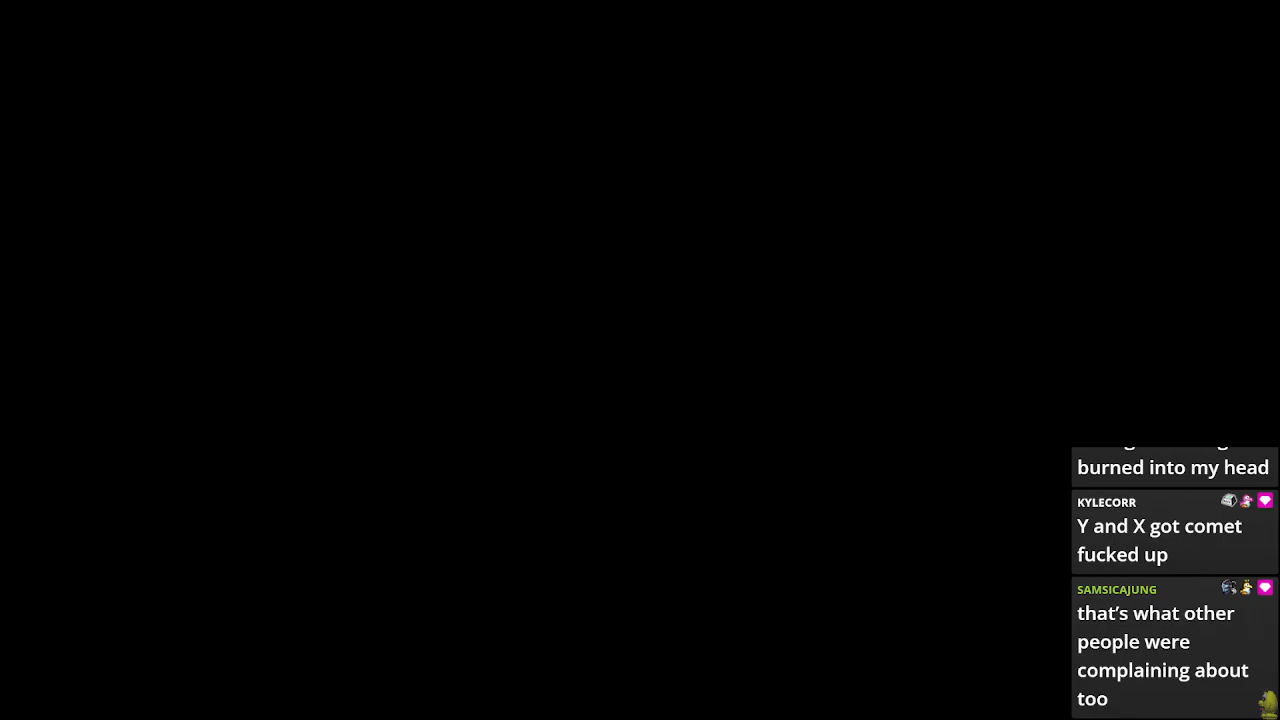 burned into my head
KYLECORR
Y and X got comet
fucked up
SAMSICAJUNG
that's what other
people were
complaining about
too